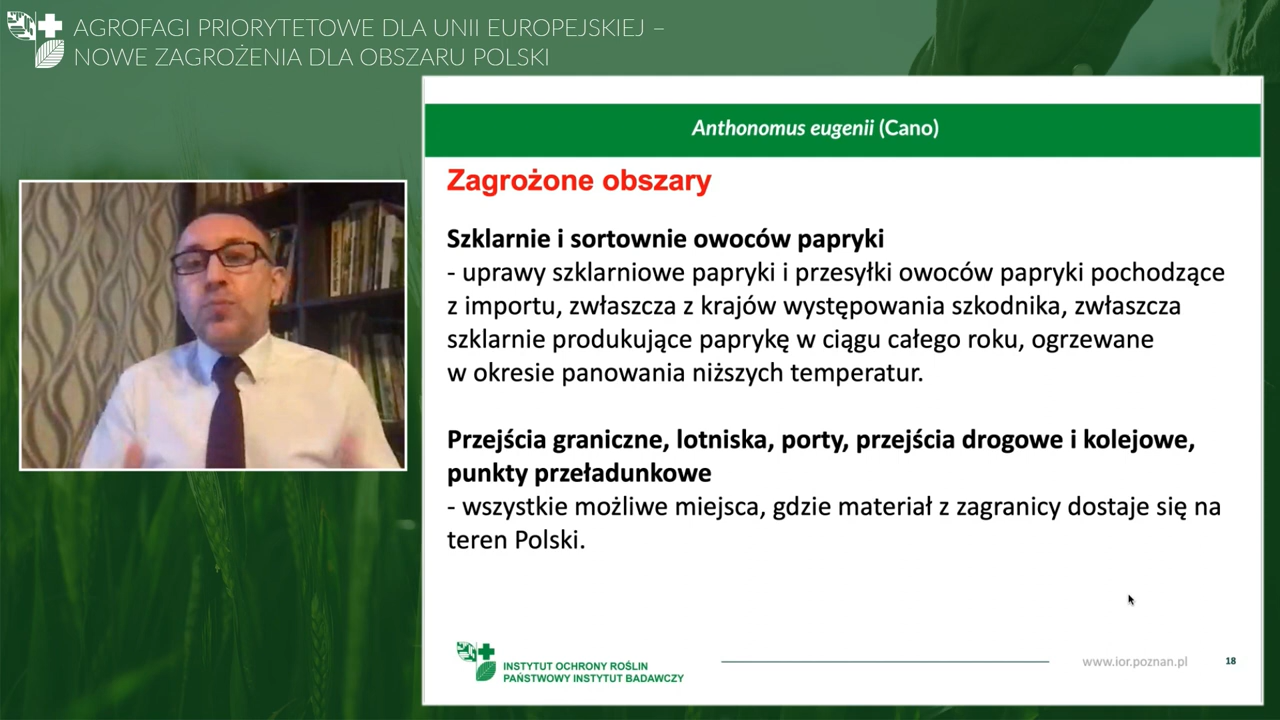 AGROFAGI PRIORYTETOWE DLA UNII EUROPEJSKIEJ –
NOWE ZAGROŻENIA DLA OBSZARU POLSKI
Anthonomus eugenii (Cano)
Zagrożone obszary
Szklarnie i sortownie owoców papryki
- uprawy szklarniowe papryki i przesyłki owoców papryki pochodzące
z importu, zwłaszcza z krajów występowania szkodnika, zwłaszcza
szklarnie produkujące paprykę w ciągu całego roku, ogrzewane
w okresie panowania niższych temperatur.
Przejścia graniczne, lotniska, porty, przejścia drogowe i kolejowe,
punkty przeładunkowe
- wszystkie możliwe miejsca, gdzie materiał z zagranicy dostaje się na
teren Polski.
INSTYTUT OCHRONY ROŚLIN
PAŃSTWOWY INSTYTUT BADAWCZY
www.ior.poznan.pl
18